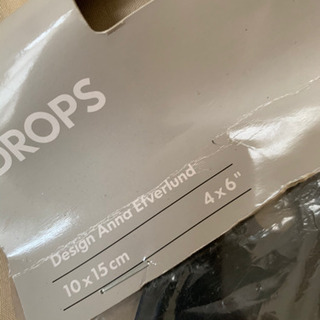 DROPS
Design Anna Efverlund
10 x 15 cm 4 x 6"